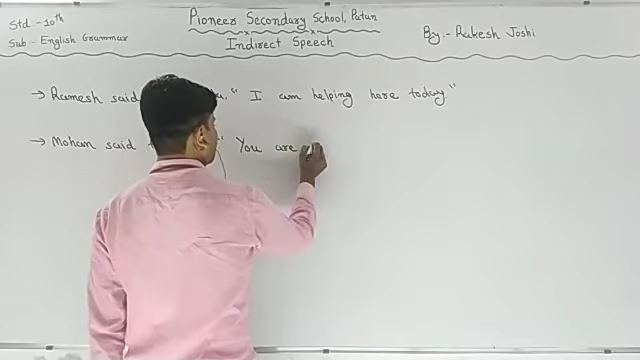 Std - 10th
Sub - English Grammar
Pioneer Secondary School, Patan
Indirect Speech
By:- Rakesh Joshi
→ Ramesh said " I am helping here today"
→ Mohan said " You are